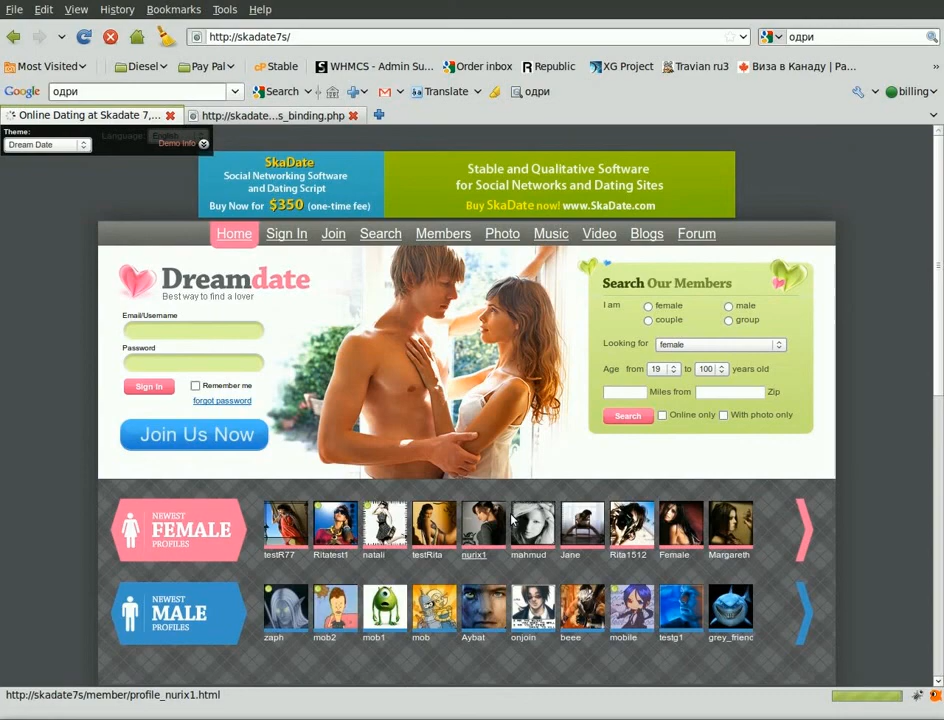 File Edit View History Bookmarks Tools Help
http://skadate7s/
одри
Most Visited Diesel Pay Pal cP Stable WHMCS - Admin Su... Order inbox Republic XG Project Travian ru3 Виза в Канаду | Ра... »
Google одри Search Translate одри billing
Online Dating at Skadate 7,... http://skadate...s_binding.php
Theme: Language: English
Dream Date Demo Info
SkaDate
Social Networking Software
and Dating Script
Buy Now for $350 (one-time fee)
Stable and Qualitative Software
for Social Networks and Dating Sites
Buy SkaDate now! www.SkaDate.com
Home Sign In Join Search Members Photo Music Video Blogs Forum
Dreamdate
Best way to find a lover
Email/Username
Password
Sign In Remember me
forgot password
Join Us Now
Search Our Members
I am female male
couple group
Looking for female
Age from 19 to 100 years old
Miles from Zip
Search Online only With photo only
NEWEST
FEMALE
PROFILES
testR77 Ritatest1 natali testRita nurix1 mahmud Jane Rita1512 Female Margareth
NEWEST
MALE
PROFILES
zaph mob2 mob1 mob Aybat onjoin beee mobile testg1 grey_friend
http://skadate7s/member/profile_nurix1.html